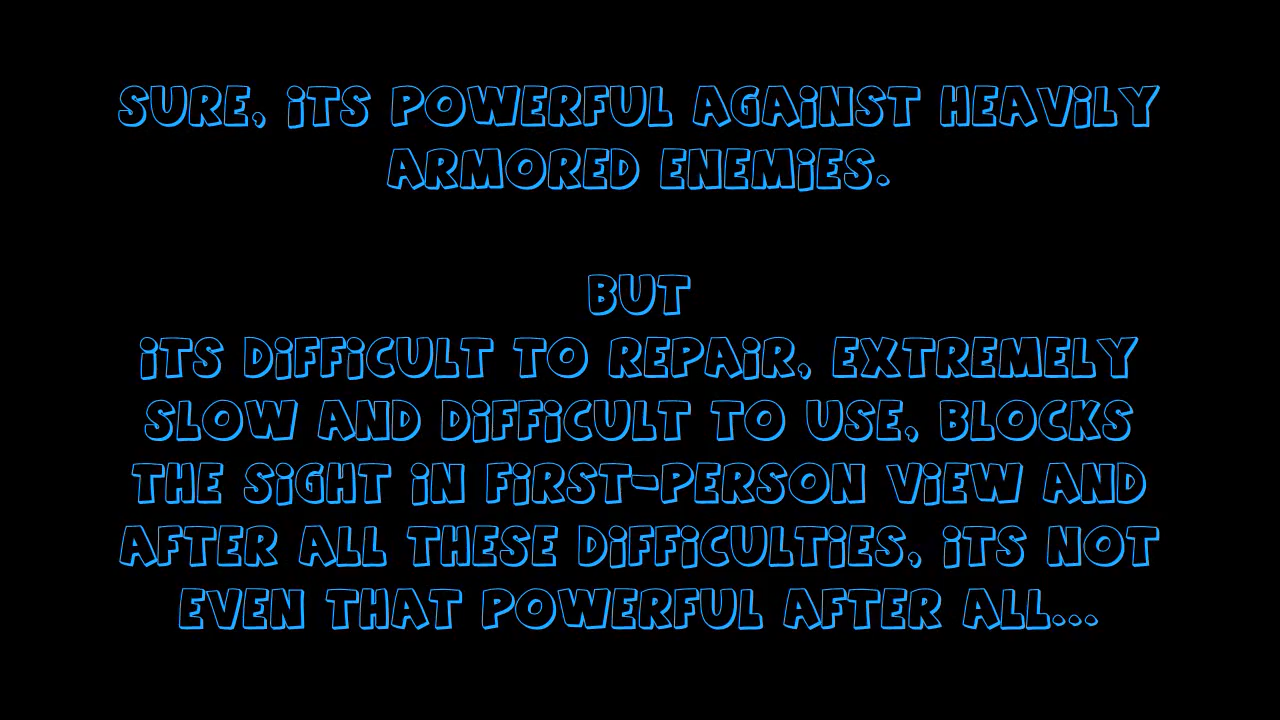 SURE, iTS POWERFUL AGAiNST HEAViLY
ARMORED ENEMiES.
BUT
iTS DiFFiCULT TO REPAiR, EXTREMELY
SLOW AND DiFFiCULT TO USE, BLOCKS
THE SiGHT iN FiRST-PERSON ViEW AND
AFTER ALL THESE DiFFiCULTiES, iTS NOT
EVEN THAT POWERFUL AFTER ALL...